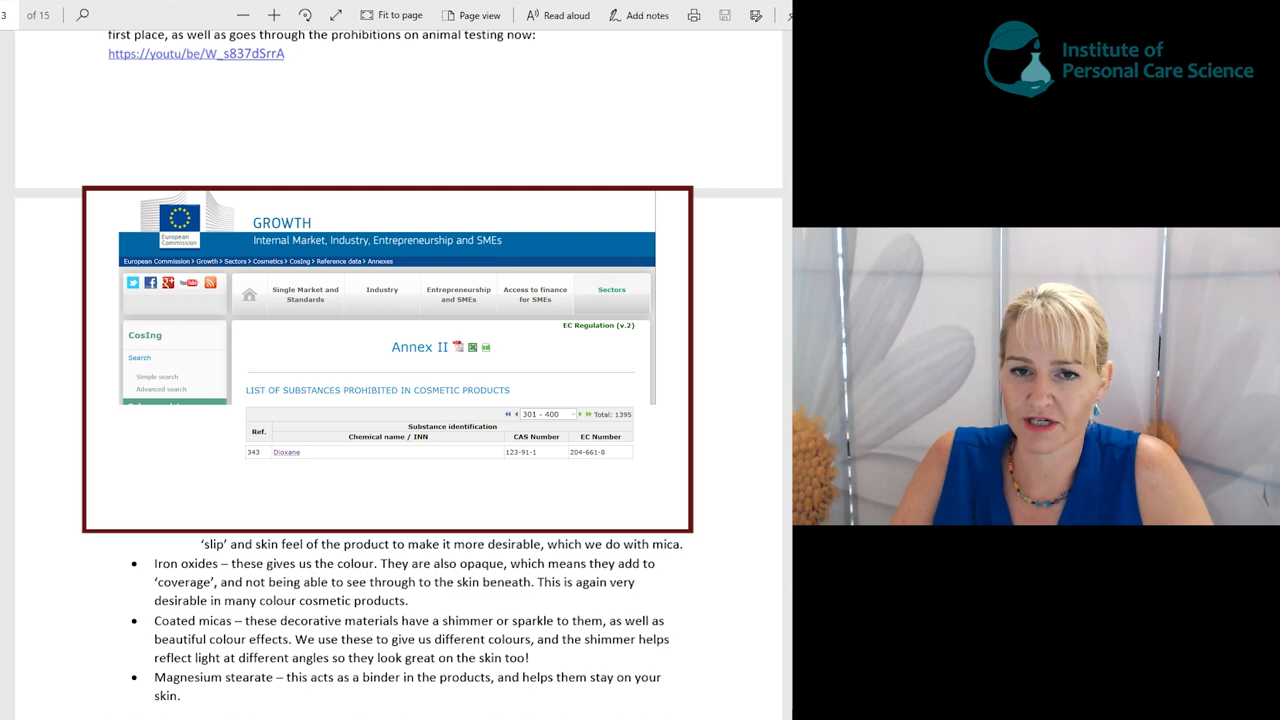 3 of 15 Fit to page Page view Read aloud Add notes
first place, as well as goes through the prohibitions on animal testing now:
https://youtu.be/W_s837dSrrA
Institute of
Personal Care Science
European
Commission
GROWTH
Internal Market, Industry, Entrepreneurship and SMEs
European Commission > Growth > Sectors > Cosmetics > CosIng > Reference data > Annexes
Single Market and
Standards
Industry
Entrepreneurship
and SMEs
Access to finance
for SMEs
Sectors
CosIng
Search
Simple search
Advanced search
EC Regulation (v.2)
Annex II
LIST OF SUBSTANCES PROHIBITED IN COSMETIC PRODUCTS
301 - 400 Total: 1395
Ref.
Substance identification
Chemical name / INN CAS Number EC Number
343 Dioxane 123-91-1 204-661-8
‘slip’ and skin feel of the product to make it more desirable, which we do with mica.
• Iron oxides – these gives us the colour. They are also opaque, which means they add to
‘coverage’, and not being able to see through to the skin beneath. This is again very
desirable in many colour cosmetic products.
• Coated micas – these decorative materials have a shimmer or sparkle to them, as well as
beautiful colour effects. We use these to give us different colours, and the shimmer helps
reflect light at different angles so they look great on the skin too!
• Magnesium stearate – this acts as a binder in the products, and helps them stay on your
skin.